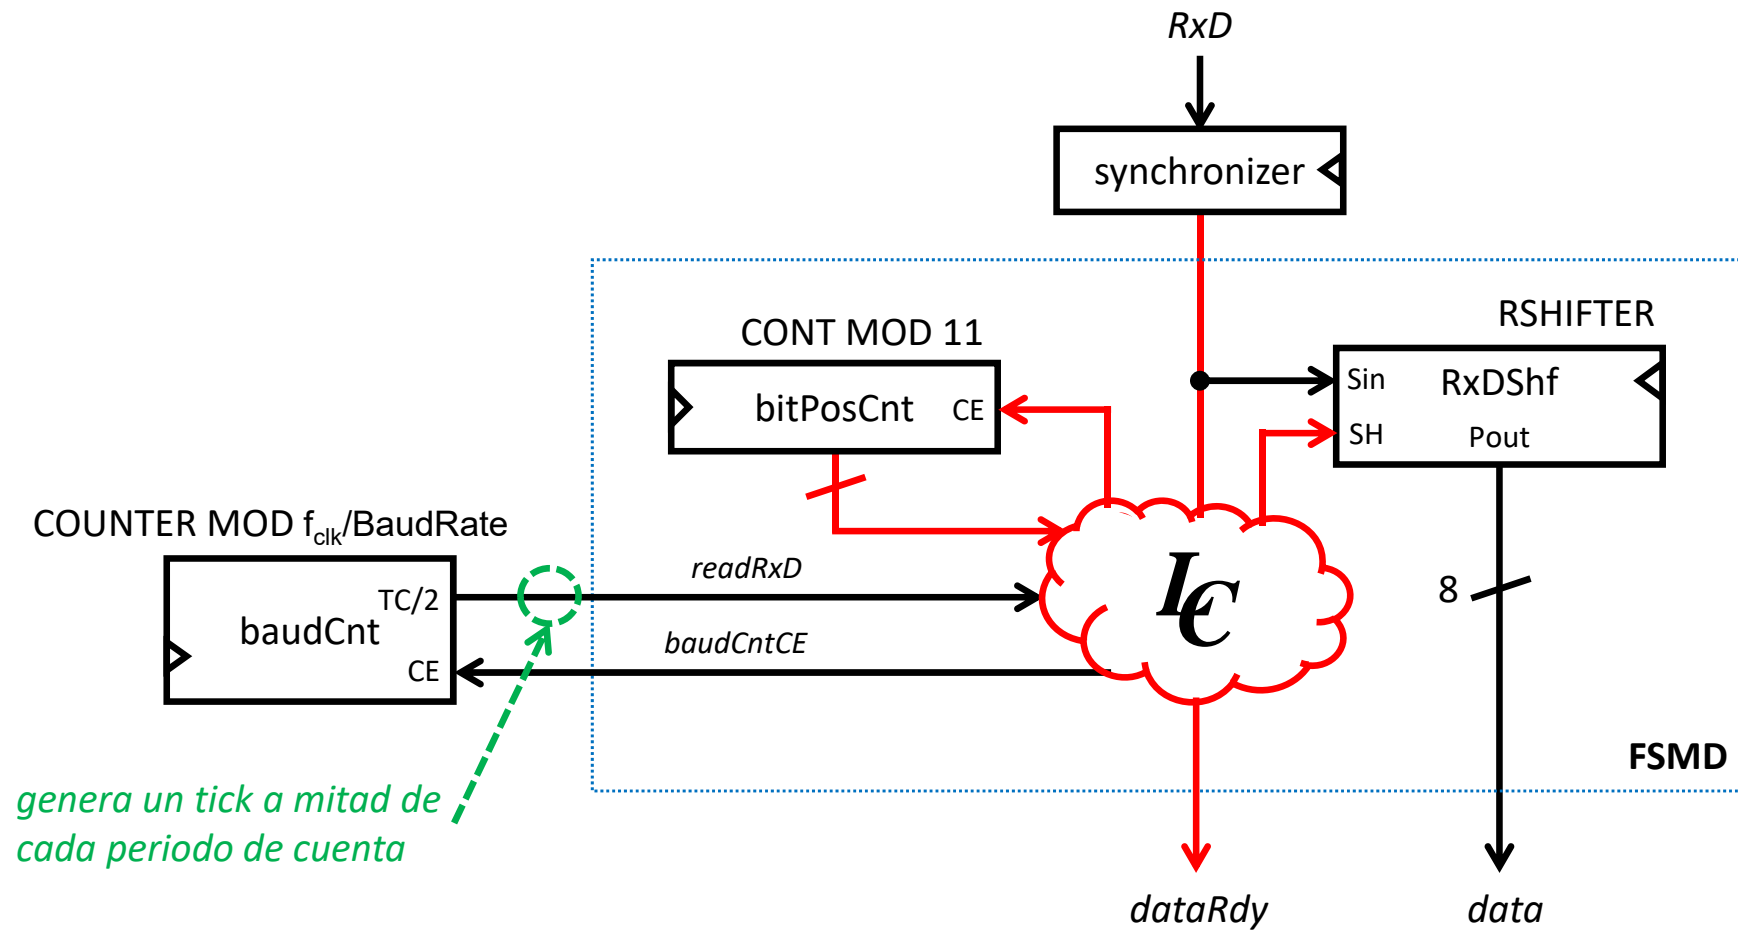 RxD
synchronizer
RSHIFTER
CONT MOD 11
Sin
RxDShf
bitPosCnt
CE
SH
Pout
COUNTER MOD fclk/BaudRate
readRxD
TC/2
LC
8
baudCnt
baudCntCE
CE
FSMD
genera un tick a mitad de
cada periodo de cuenta
dataRdy
data